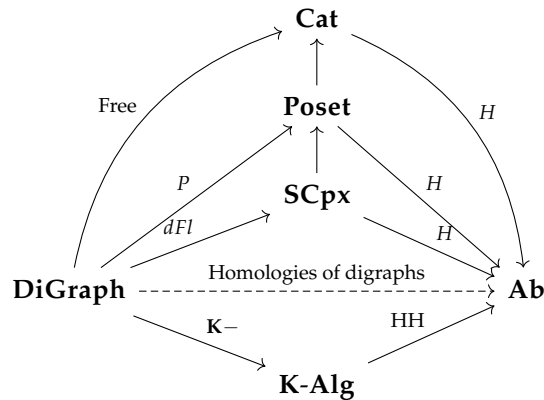 Cat
Free
H
Poset
P
H
SCpx
dFl
H
Homologies of digraphs
DiGraph
Ab
K−
HH
K-Alg